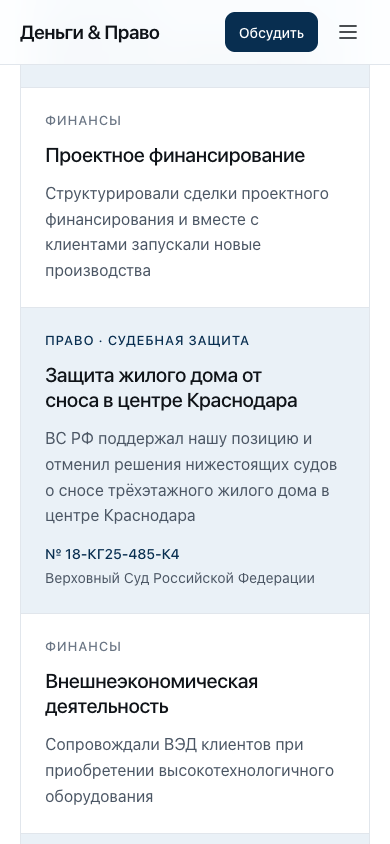 Деньги & Право
Обсудить
ФИНАНСЫ
Проектное финансирование
Структурировали сделки проектного
финансирования и вместе с
клиентами запускали новые
производства
ПРАВО · СУДЕБНАЯ ЗАЩИТА
Защита жилого дома от
сноса в центре Краснодара
ВС РФ поддержал нашу позицию и
отменил решения нижестоящих судов
о сносе трёхэтажного жилого дома в
центре Краснодара
№ 18-КГ25-485-К4
Верховный Суд Российской Федерации
ФИНАНСЫ
Внешнеэкономическая
деятельность
Сопровождали ВЭД клиентов при
приобретении высокотехнологичного
оборудования